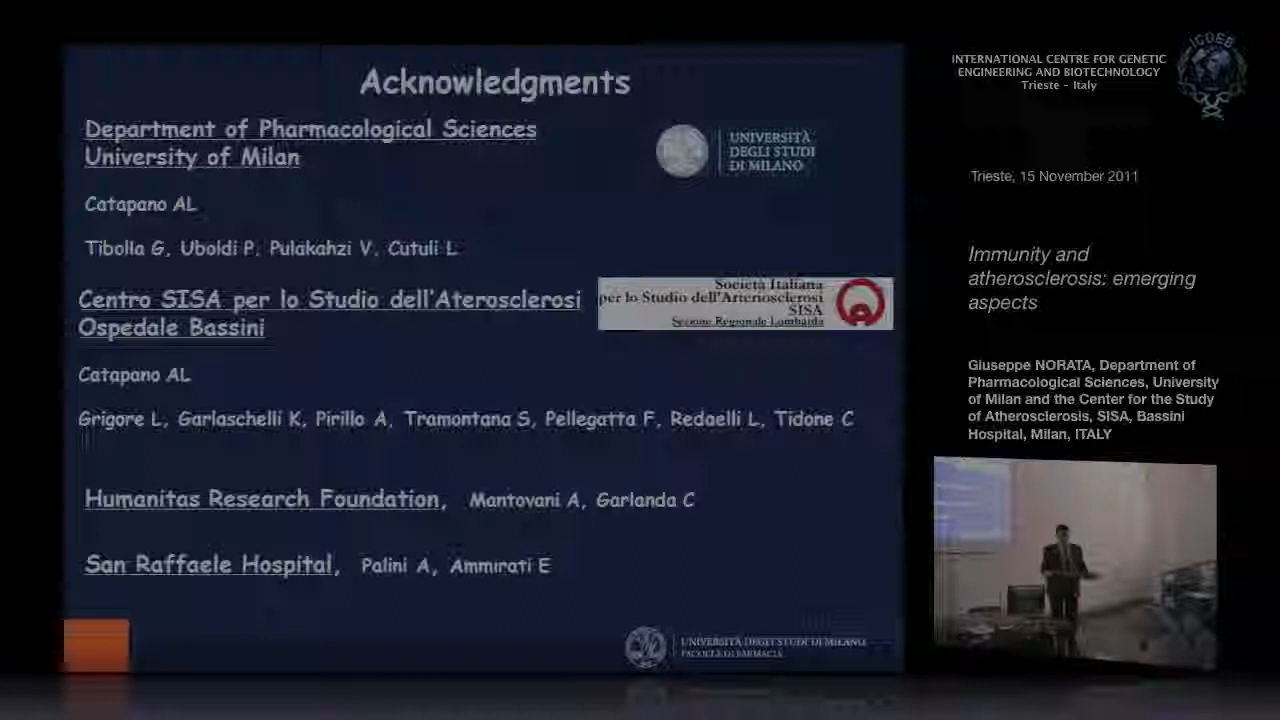 Acknowledgments
Department of Pharmacological Sciences
University of Milan
UNIVERSITÀ
DEGLI STUDI
DI MILANO
Catapano AL
Tibolla G, Uboldi P, Pulakahzi V, Cutuli L
Centro SISA per lo Studio dell'Aterosclerosi
Ospedale Bassini
Società Italiana
per lo Studio dell'Arteriosclerosi
SISA
Sezione Regionale Lombarda
Catapano AL
Grigore L, Garlaschelli K, Pirillo A, Tramontana S, Pellegatta F, Redaelli L, Tidone C
Humanitas Research Foundation, Mantovani A, Garlanda C
San Raffaele Hospital, Palini A, Ammirati E
UNIVERSITÀ DEGLI STUDI DI MILANO
FACOLTÀ DI FARMACIA
INTERNATIONAL CENTRE FOR GENETIC
ENGINEERING AND BIOTECHNOLOGY
Trieste - Italy
ICGEB
Trieste, 15 November 2011
Immunity and
atherosclerosis: emerging
aspects
Giuseppe NORATA, Department of
Pharmacological Sciences, University
of Milan and the Center for the Study
of Atherosclerosis, SISA, Bassini
Hospital, Milan, ITALY